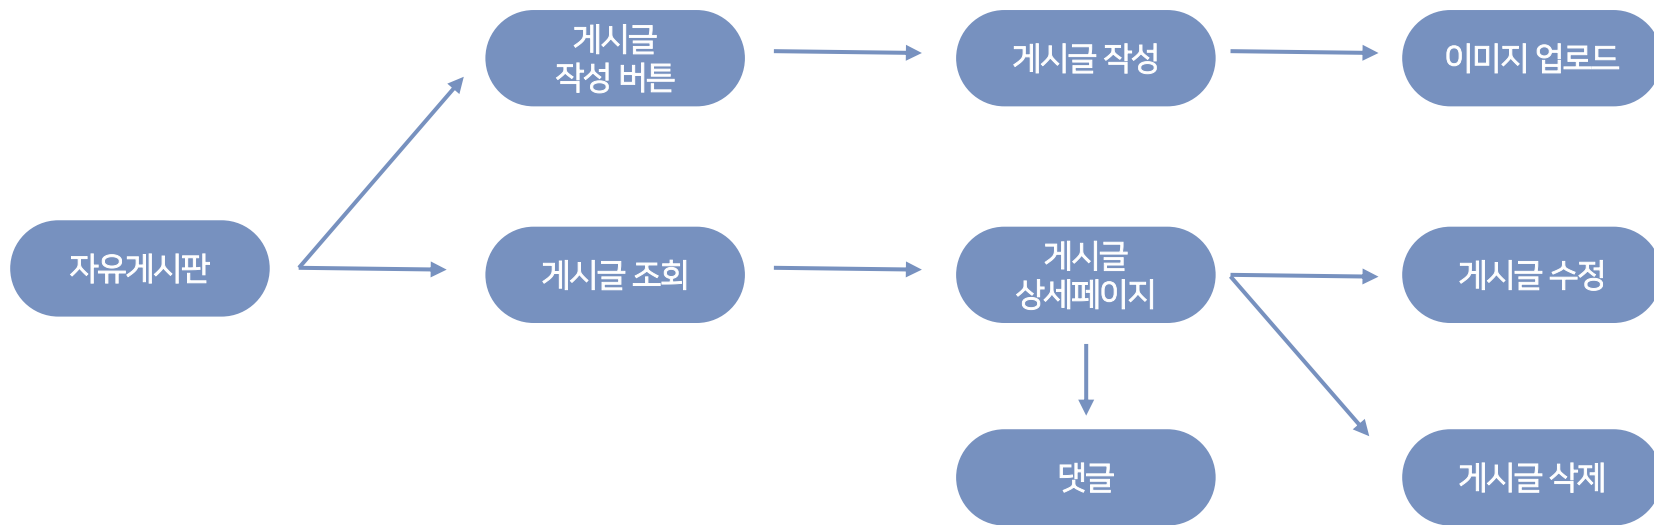 게시글
작성 버튼
게시글 작성
이미지 업로드
자유게시판
게시글 조회
게시글
상세페이지
게시글 수정
댓글
게시글 삭제